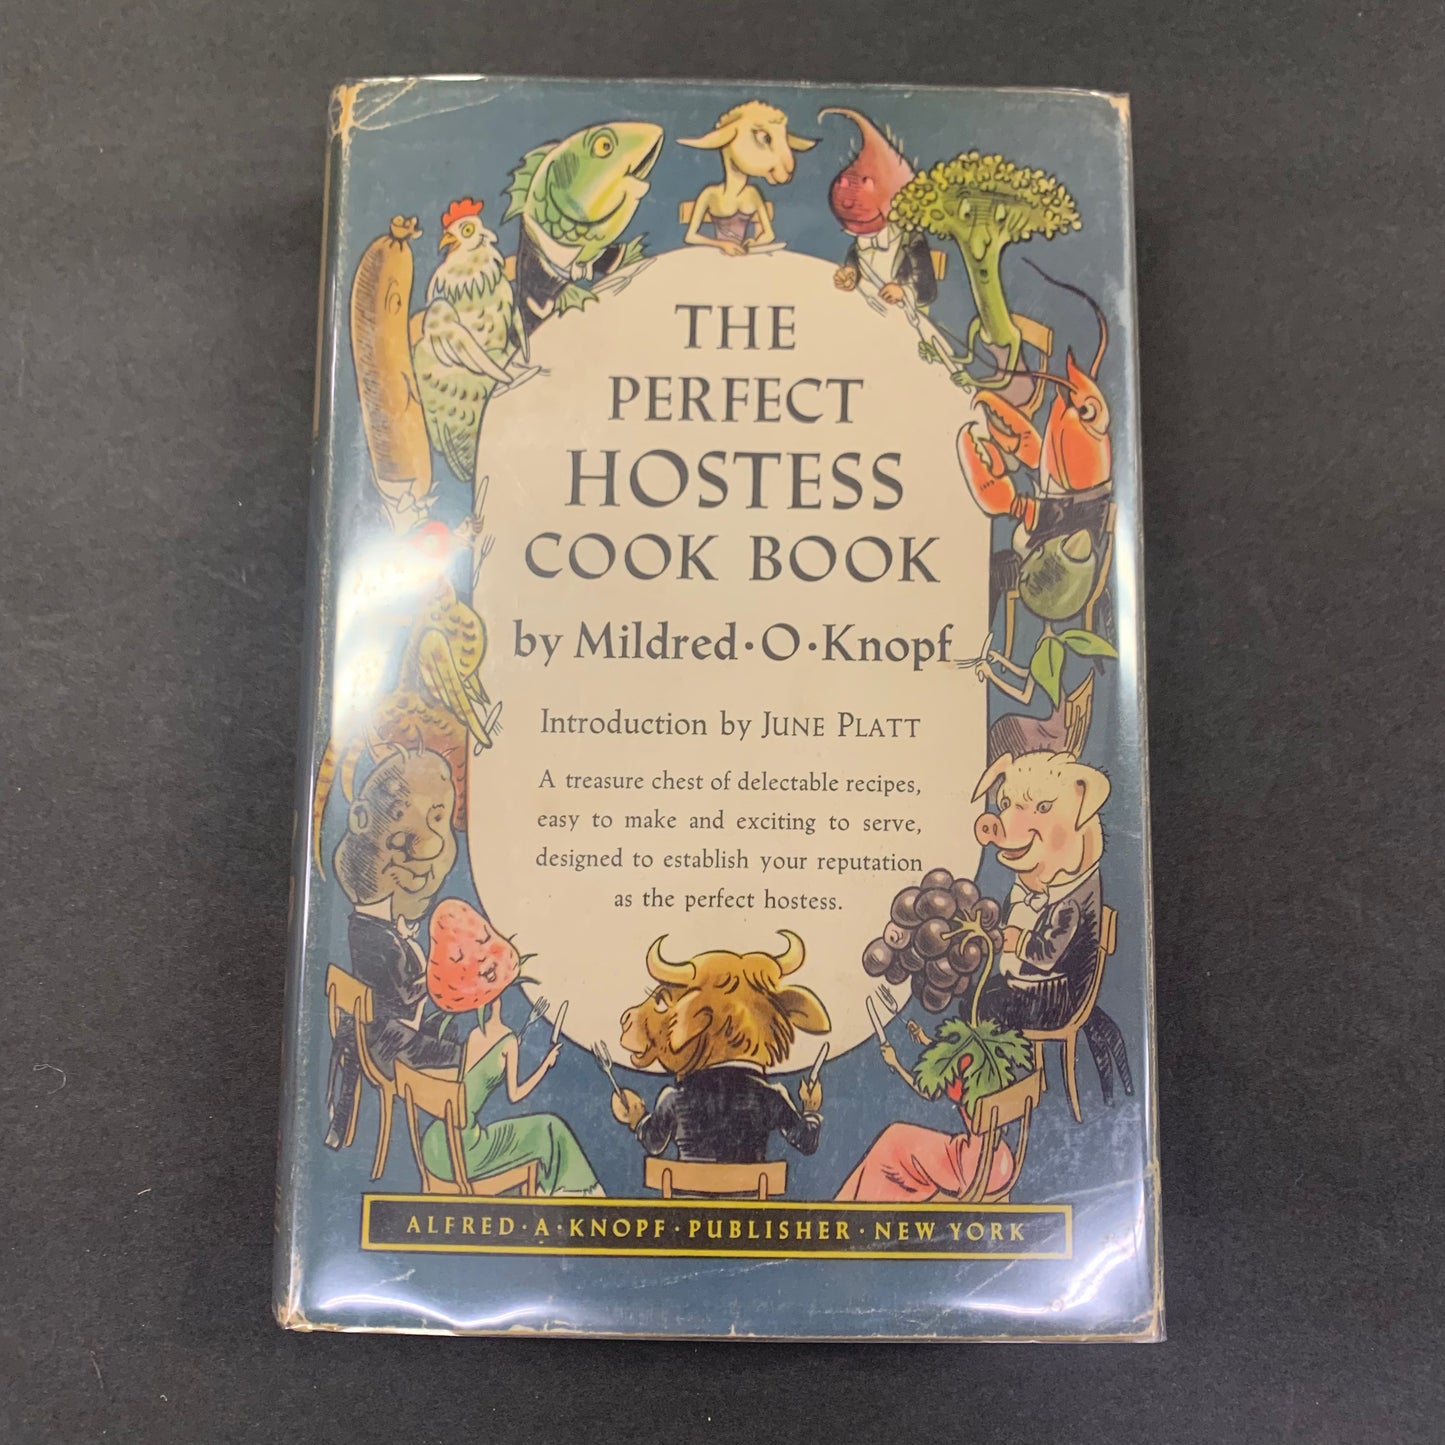 THE
PERFECT
HOSTESS
COOK BOOK
by Mildred·O·Knopf
Introduction by JUNE PLATT
A treasure chest of delectable recipes,
easy to make and exciting to serve,
designed to establish your reputation
as the perfect hostess.
ALFRED·A·KNOPF·PUBLISHER·NEW YORK